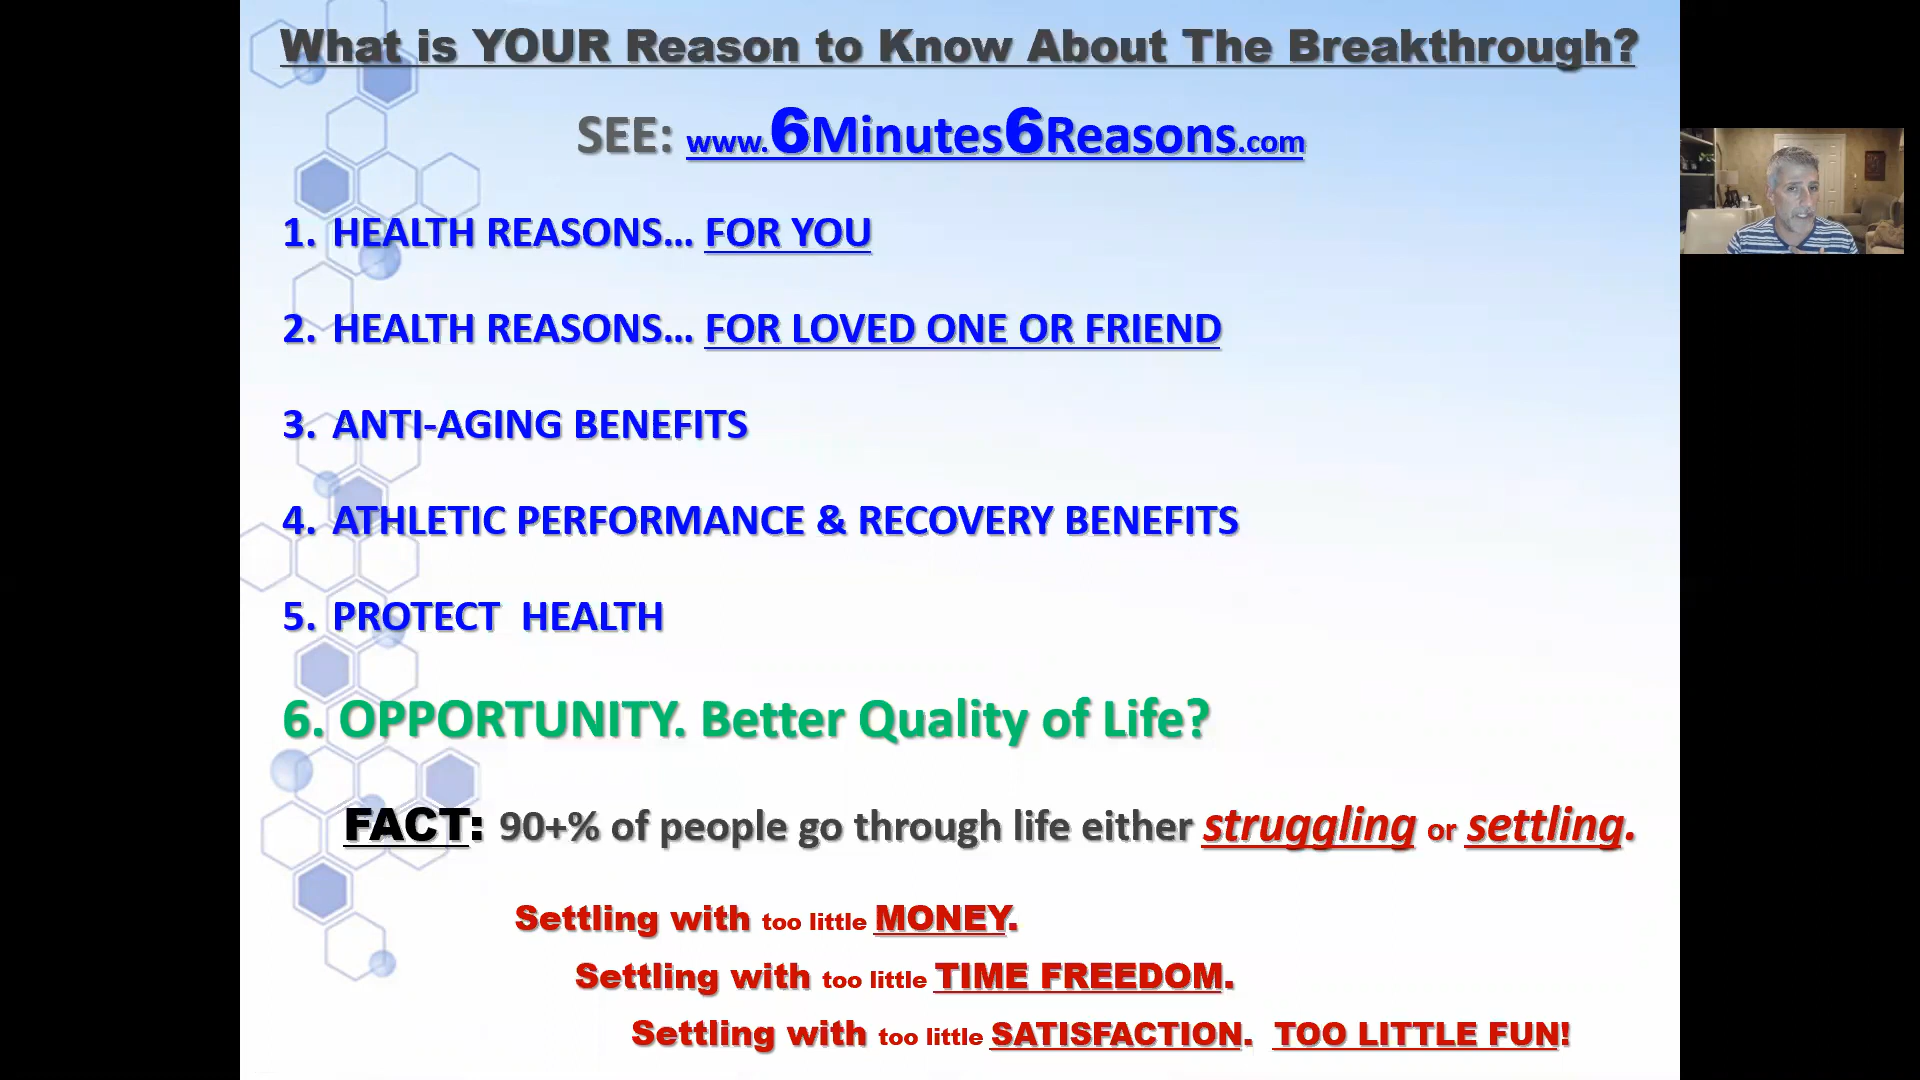 What is YOUR Reason to Know About The Breakthrough?
SEE: www.6Minutes6Reasons.com
1. HEALTH REASONS... FOR YOU
2. HEALTH REASONS... FOR LOVED ONE OR FRIEND
3. ANTI-AGING BENEFITS
4. ATHLETIC PERFORMANCE & RECOVERY BENEFITS
5. PROTECT HEALTH
6. OPPORTUNITY. Better Quality of Life?
FACT: 90+% of people go through life either struggling or settling.
Settling with too little MONEY.
Settling with too little TIME FREEDOM.
Settling with too little SATISFACTION. TOO LITTLE FUN!